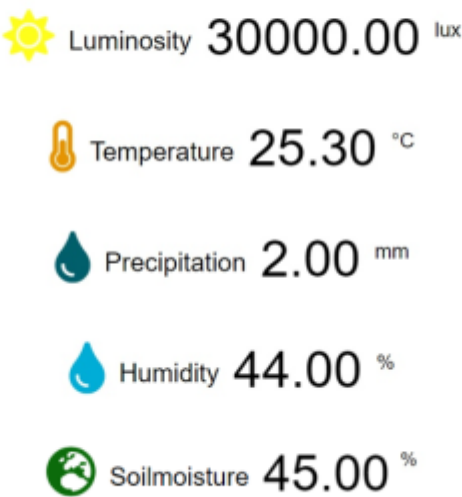 Luminosity 30000.00 lux
Temperature 25.30 °C
Precipitation 2.00 mm
Humidity 44.00 %
Soilmoisture 45.00 %